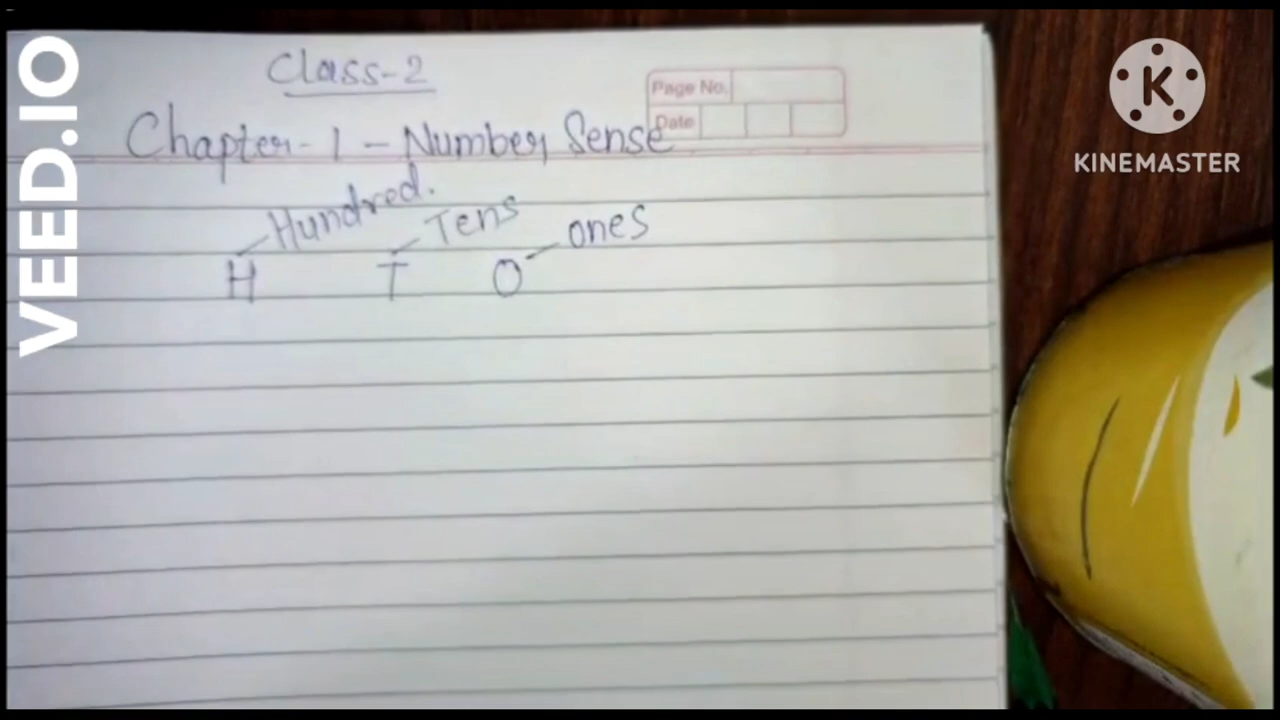 Class-2
Page No.
Date
Chapter-1 - Number Sense
Hundred. Tens ones
H T O
VEED.IO
KINEMASTER